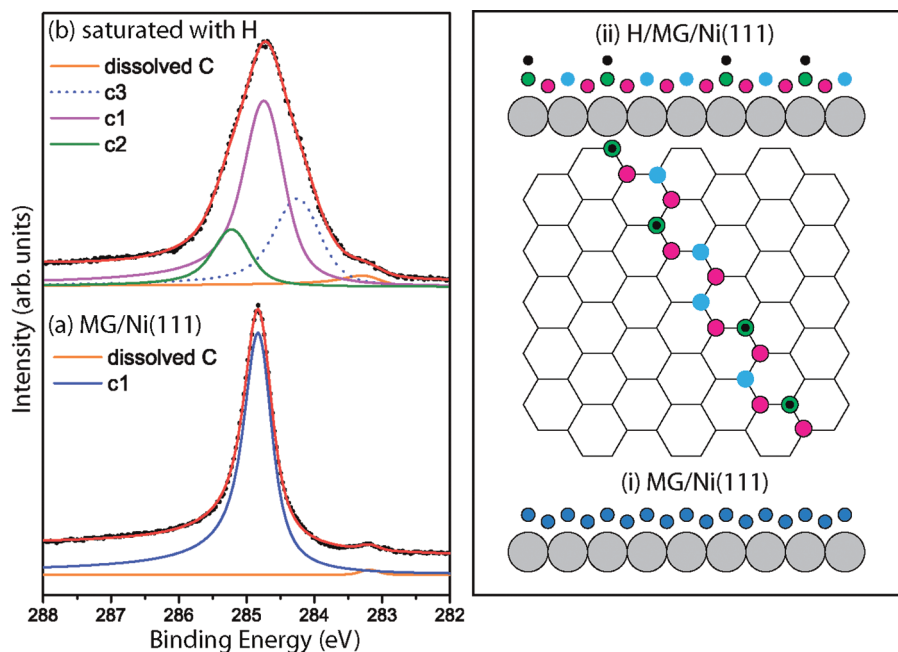 (b) saturated with H
dissolved C
c3
c1
c2
(a) MG/Ni(111)
dissolved C
c1
Intensity (arb. units)
288 287 286 285 284 283 282
Binding Energy (eV)
(ii) H/MG/Ni(111)
(i) MG/Ni(111)